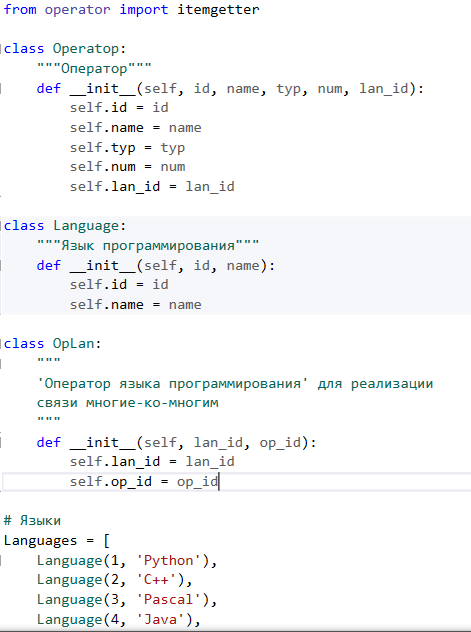 from operator import itemgetter
class Operator:
    """Оператор"""
    def __init__(self, id, name, typ, num, lan_id):
        self.id = id
        self.name = name
        self.typ = typ
        self.num = num
        self.lan_id = lan_id
class Language:
    """Язык программирования"""
    def __init__(self, id, name):
        self.id = id
        self.name = name
class OpLan:
    """
    'Оператор языка программирования' для реализации
    связи многие-ко-многим
    """
    def __init__(self, lan_id, op_id):
        self.lan_id = lan_id
        self.op_id = op_id
# Языки
Languages = [
    Language(1, 'Python'),
    Language(2, 'C++'),
    Language(3, 'Pascal'),
    Language(4, 'Java'),